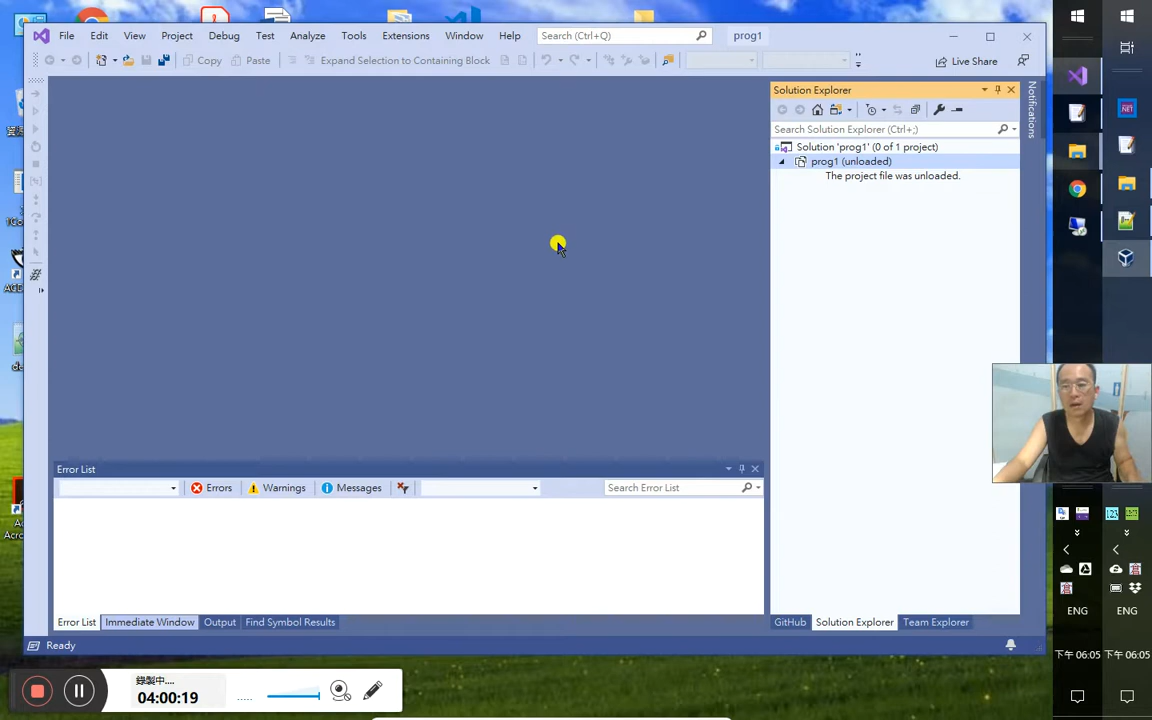 File Edit View Project Debug Test Analyze Tools Extensions Window Help Search (Ctrl+Q) prog1
Copy Paste Expand Selection to Containing Block Live Share
Solution Explorer
Search Solution Explorer (Ctrl+;)
Solution 'prog1' (0 of 1 project)
prog1 (unloaded)
The project file was unloaded.
Notifications
Error List
Errors Warnings Messages Search Error List
Error List Immediate Window Output Find Symbol Results
GitHub Solution Explorer Team Explorer
Ready
錄製中....
04:00:19
.NET
123
ENG ENG
下午 06:05 下午 06:05